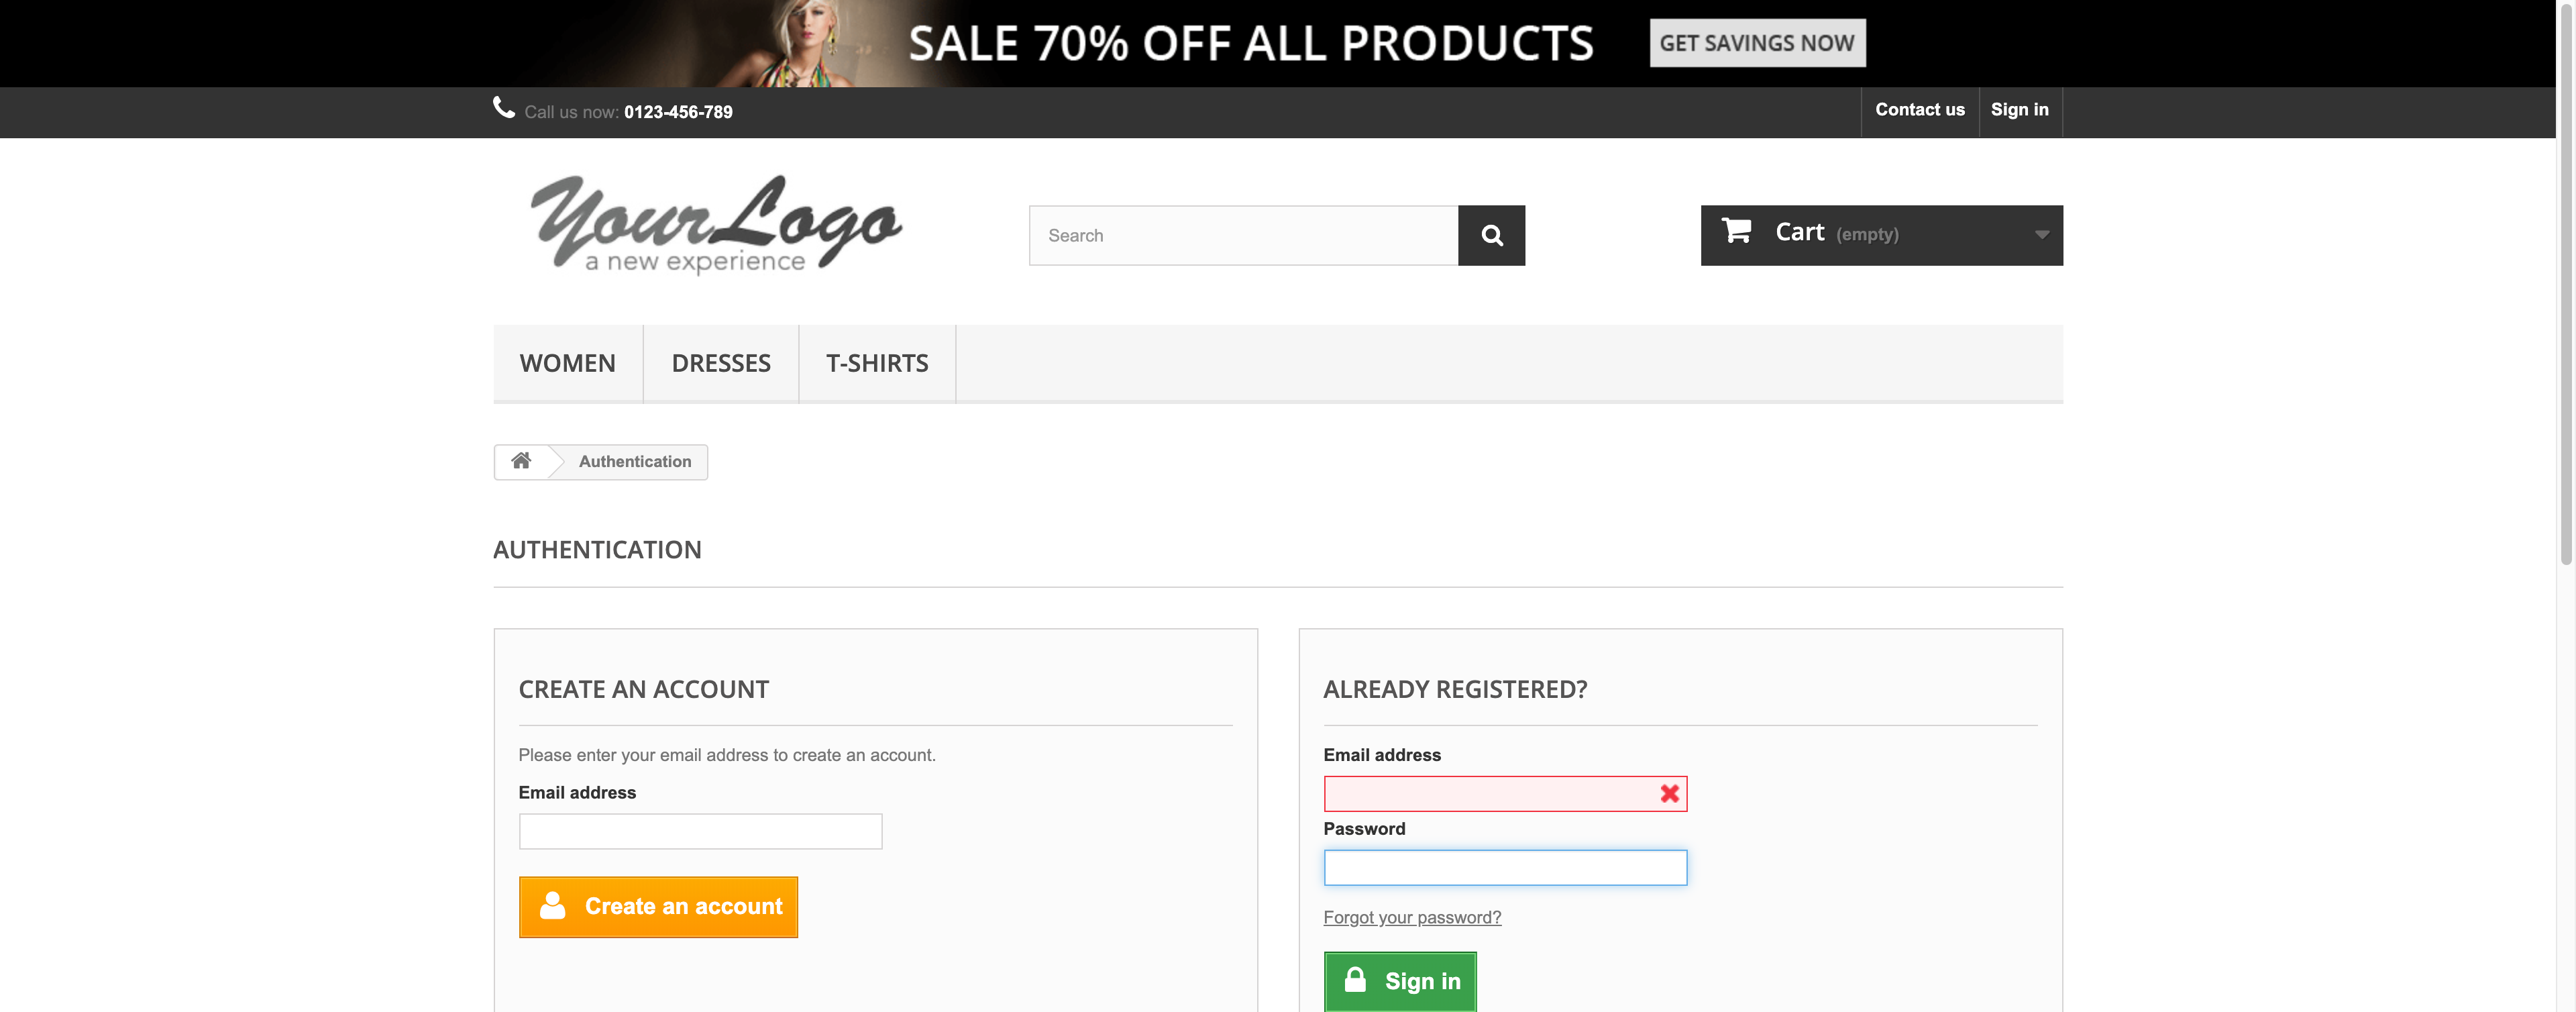 SALE 70% OFF ALL PRODUCTS GET SAVINGS NOW
Call us now: 0123-456-789 Contact us Sign in
Your Logo
a new experience
Search
Cart (empty)
WOMEN DRESSES T-SHIRTS
Authentication
AUTHENTICATION
CREATE AN ACCOUNT
Please enter your email address to create an account.
Email address
Create an account
ALREADY REGISTERED?
Email address
Password
Forgot your password?
Sign in